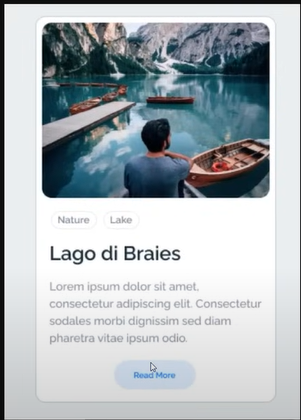 Nature Lake
Lago di Braies
Lorem ipsum dolor sit amet,
consectetur adipiscing elit. Consectetur
sodales morbi dignissim sed diam
pharetra vitae ipsum odio.
Read More